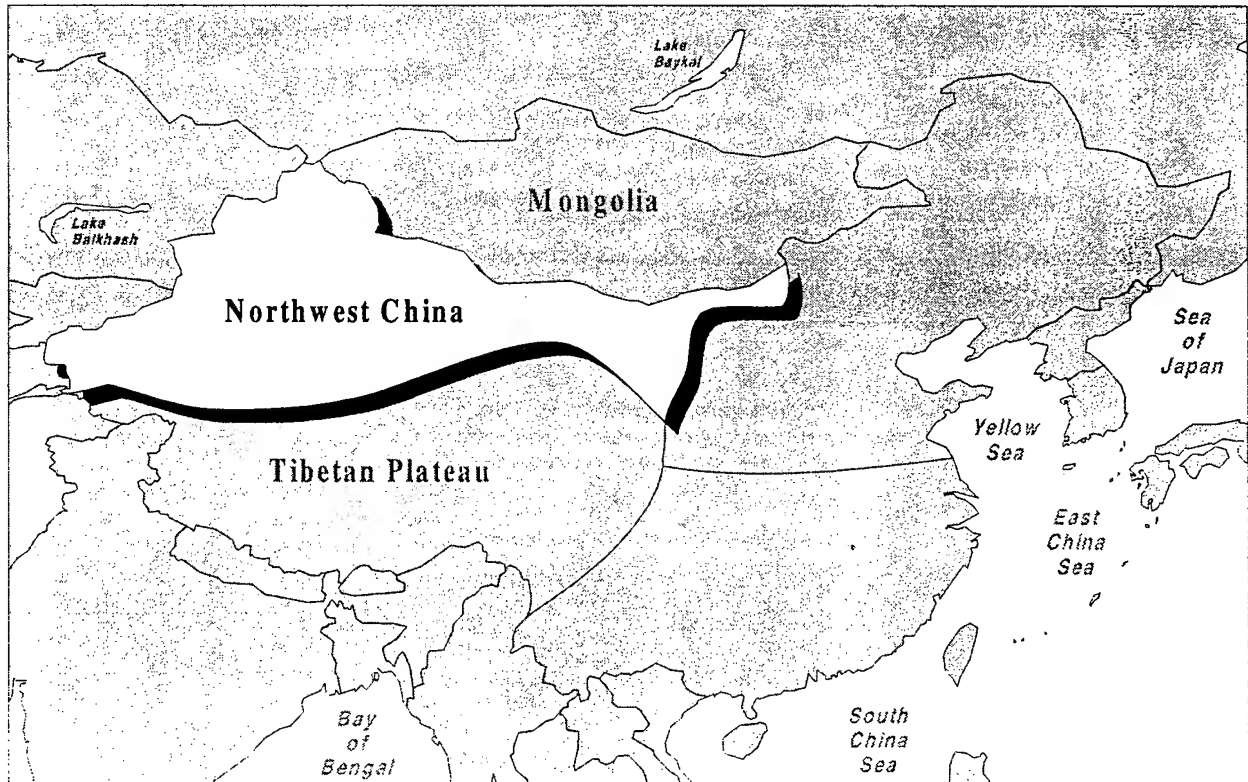 Lake
Baykal
Mongolia
Lake
Balkhash
Northwest China
Sea
of
Japan
Yellow
Sea
Tibetan Plateau
East
China
Sea
Bay
of
Bengal
South
China
Sea